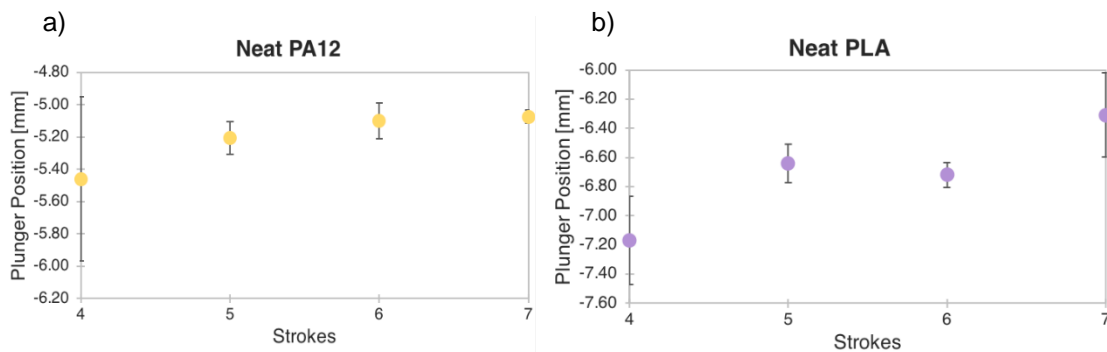 a)
Neat PA12
Plunger Position [mm]
-4.80
-5.00
-5.20
-5.40
-5.60
-5.80
-6.00
-6.20
4 5 6 7
Strokes
b)
Neat PLA
Plunger Position [mm]
-6.00
-6.20
-6.40
-6.60
-6.80
-7.00
-7.20
-7.40
-7.60
4 5 6 7
Strokes